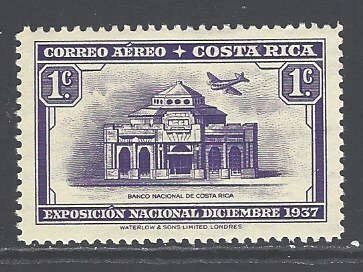 CORREO AÉREO ✦ COSTA RICA
1ᶜ. 1ᶜ.
BANCO NACIONAL DE COSTA RICA
EXPOSICIÓN NACIONAL DICIEMBRE 1937
WATERLOW & SONS LIMITED, LONDRES.